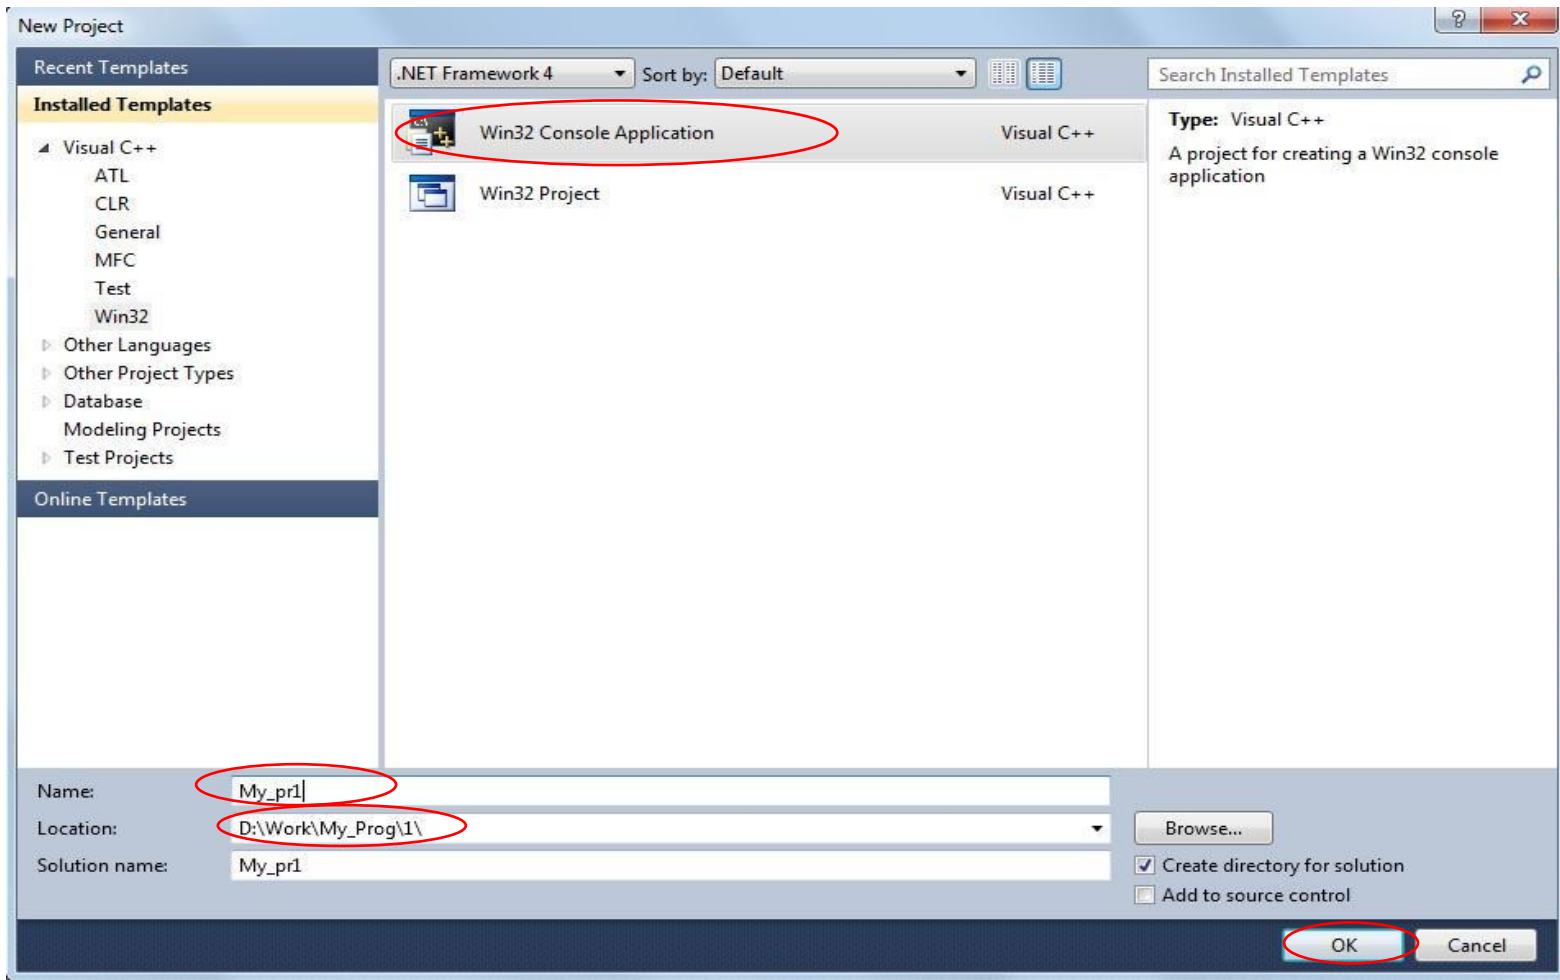 New Project
Recent Templates
Installed Templates
Visual C++
ATL
CLR
General
MFC
Test
Win32
Other Languages
Other Project Types
Database
Modeling Projects
Test Projects
Online Templates
.NET Framework 4
Sort by: Default
Win32 Console Application Visual C++
Win32 Project Visual C++
Search Installed Templates
Type: Visual C++
A project for creating a Win32 console
application
Name: My_pr1
Location: D:\Work\My_Prog\1\
Browse...
Solution name: My_pr1
Create directory for solution
Add to source control
OK Cancel